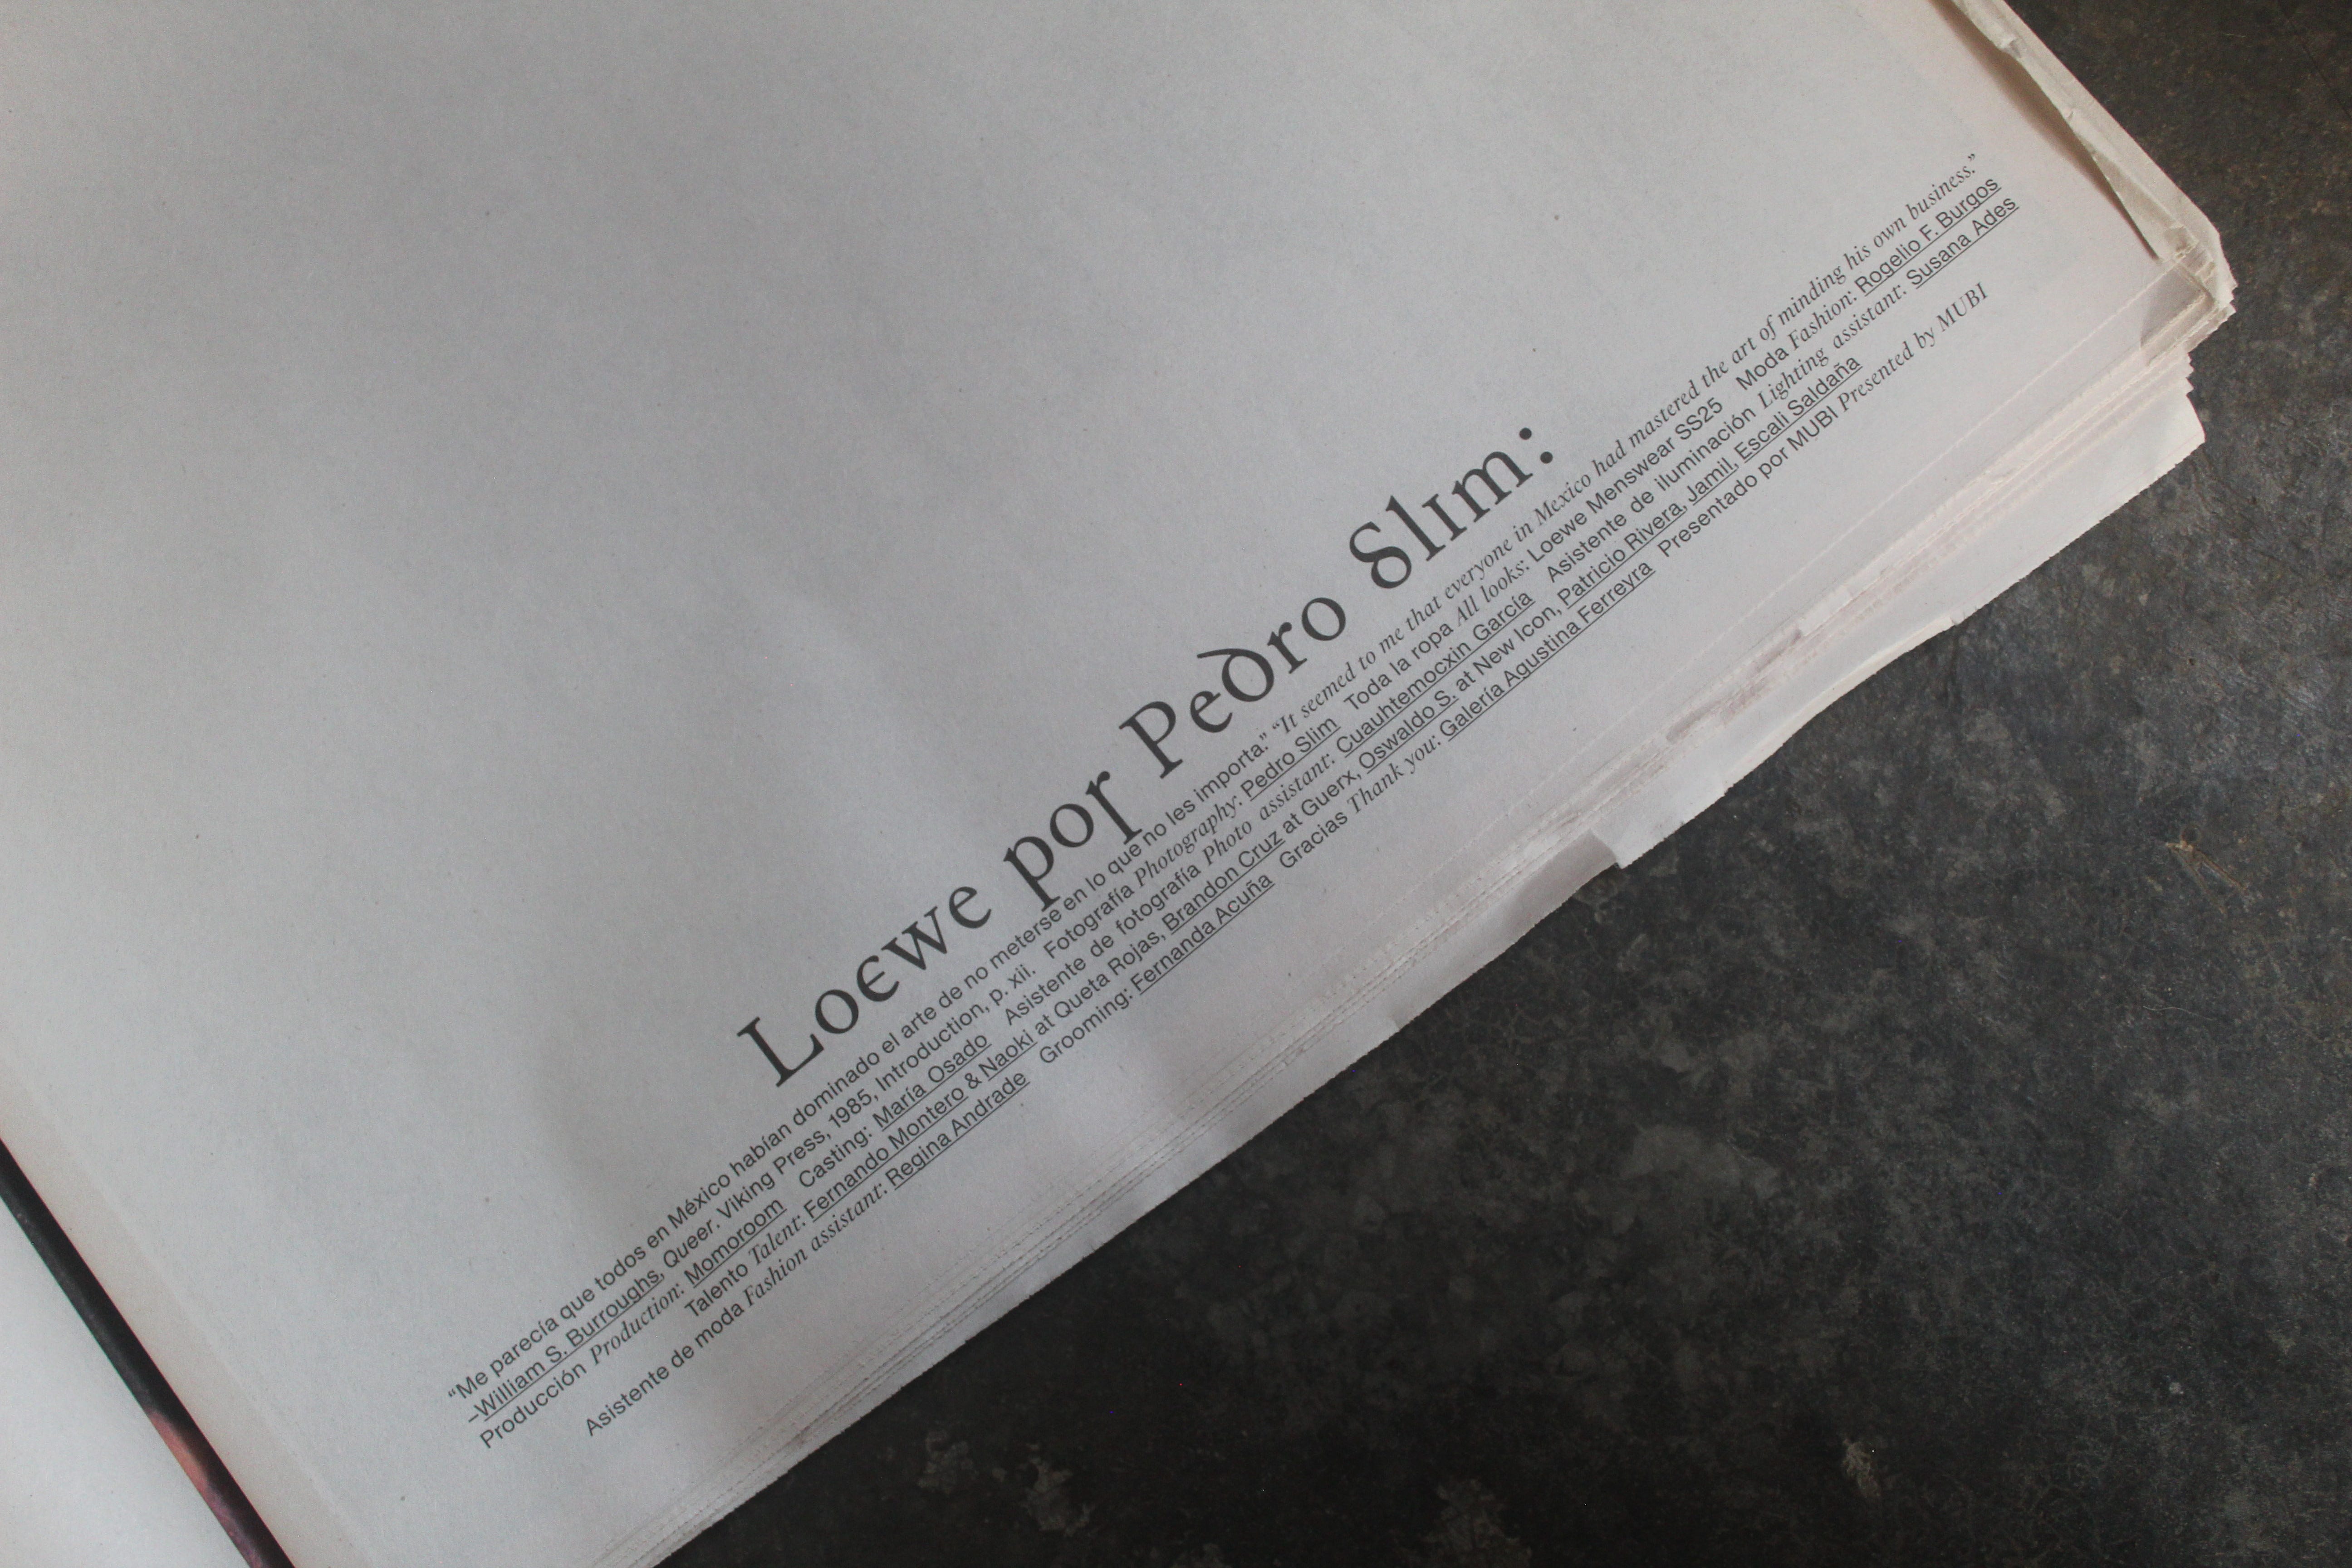 Loewe por Pedro Slim:
“Me parecía que todos en México habían dominado el arte de no meterse en lo que no les importa.” “It seemed to me that everyone in Mexico had mastered the art of minding his own business.”
–William S. Burroughs, Queer. Viking Press, 1985, Introduction, p. xii. Fotografía Photography: Pedro Slim Toda la ropa All looks: Loewe Menswear SS25 Moda Fashion: Rogelio F. Burgos
Producción Production: Momoroom Casting: María Osado Asistente de fotografía Photo assistant: Cuauhtemocxin García Asistente de iluminación Lighting assistant: Susana Ades
Talento Talent: Fernando Montero & Naoki at Queta Rojas, Brandon Cruz at Guerx, Oswaldo S. at New Icon, Patricio Rivera, Jamil, Escali Saldaña
Asistente de moda Fashion assistant: Regina Andrade Grooming: Fernanda Acuña Gracias Thank you: Galería Agustina Ferreyra Presentado por MUBI Presented by MUBI